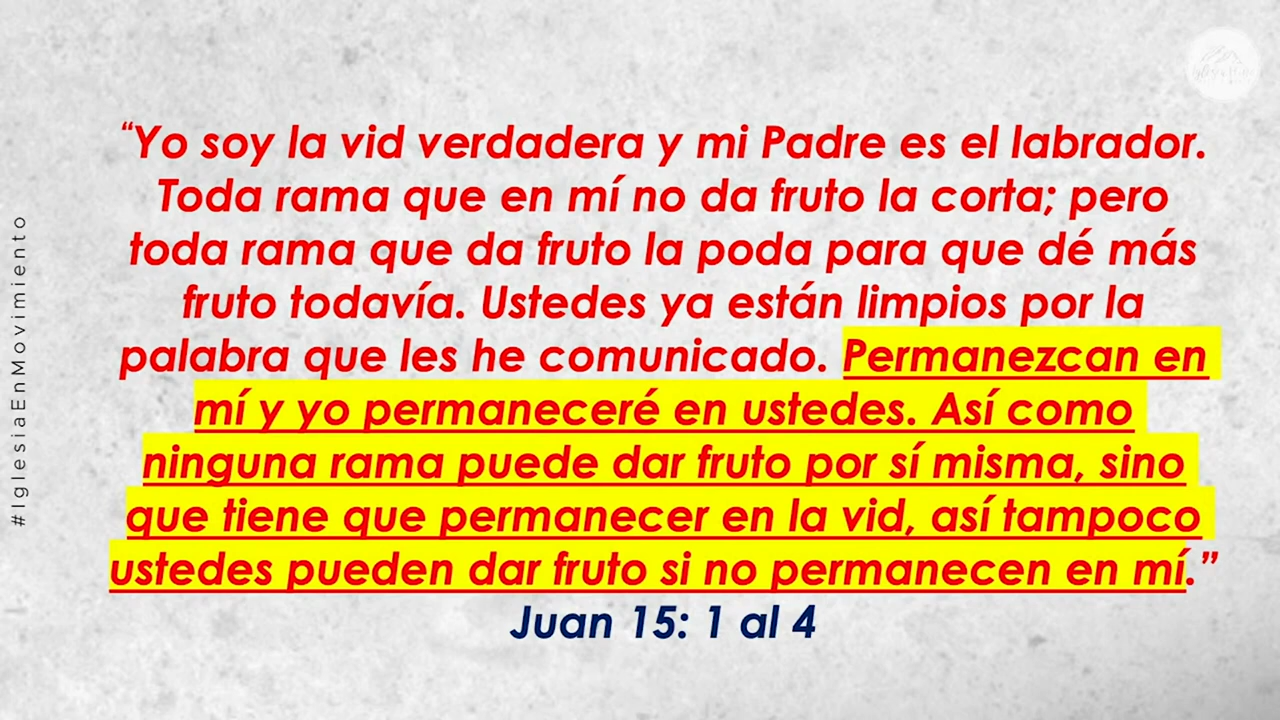 “Yo soy la vid verdadera y mi Padre es el labrador.
Toda rama que en mí no da fruto la corta; pero
toda rama que da fruto la poda para que dé más
fruto todavía. Ustedes ya están limpios por la
palabra que les he comunicado. Permanezcan en
mí y yo permaneceré en ustedes. Así como
ninguna rama puede dar fruto por sí misma, sino
que tiene que permanecer en la vid, así tampoco
ustedes pueden dar fruto si no permanecen en mí.”
Juan 15: 1 al 4
#IglesiaEnMovimiento